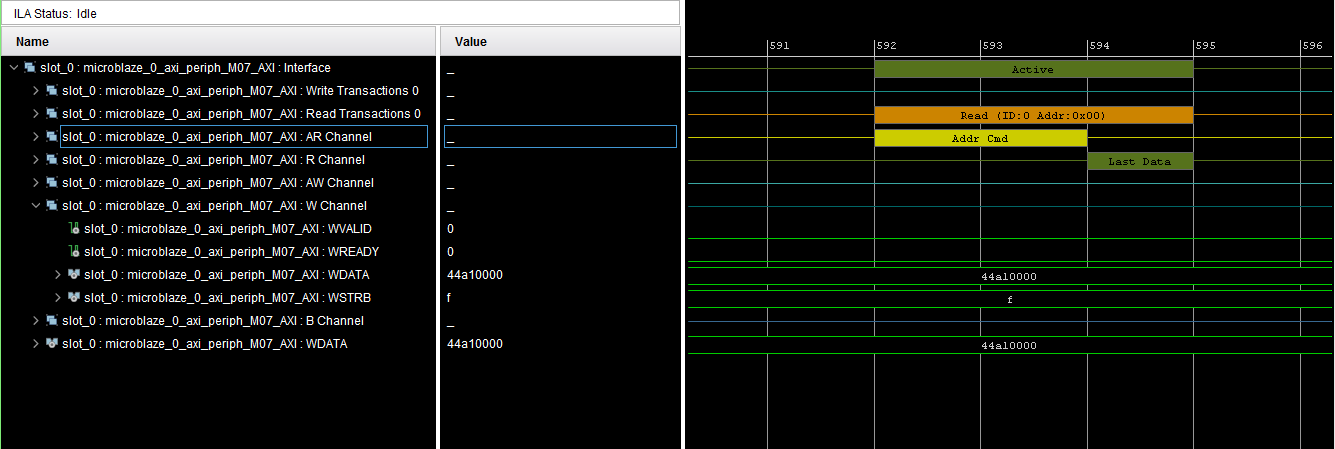 ILA Status: Idle
Name Value
591 592 593 594 595 596
slot_0 : microblaze_0_axi_periph_M07_AXI : Interface _ Active
slot_0 : microblaze_0_axi_periph_M07_AXI : Write Transactions 0 _
slot_0 : microblaze_0_axi_periph_M07_AXI : Read Transactions 0 _ Read (ID:0 Addr:0x00)
slot_0 : microblaze_0_axi_periph_M07_AXI : AR Channel _ Addr Cmd
slot_0 : microblaze_0_axi_periph_M07_AXI : R Channel _ Last Data
slot_0 : microblaze_0_axi_periph_M07_AXI : AW Channel _
slot_0 : microblaze_0_axi_periph_M07_AXI : W Channel _
slot_0 : microblaze_0_axi_periph_M07_AXI : WVALID 0
slot_0 : microblaze_0_axi_periph_M07_AXI : WREADY 0
slot_0 : microblaze_0_axi_periph_M07_AXI : WDATA 44a10000 44a10000
slot_0 : microblaze_0_axi_periph_M07_AXI : WSTRB f f
slot_0 : microblaze_0_axi_periph_M07_AXI : B Channel _
slot_0 : microblaze_0_axi_periph_M07_AXI : WDATA 44a10000 44a10000